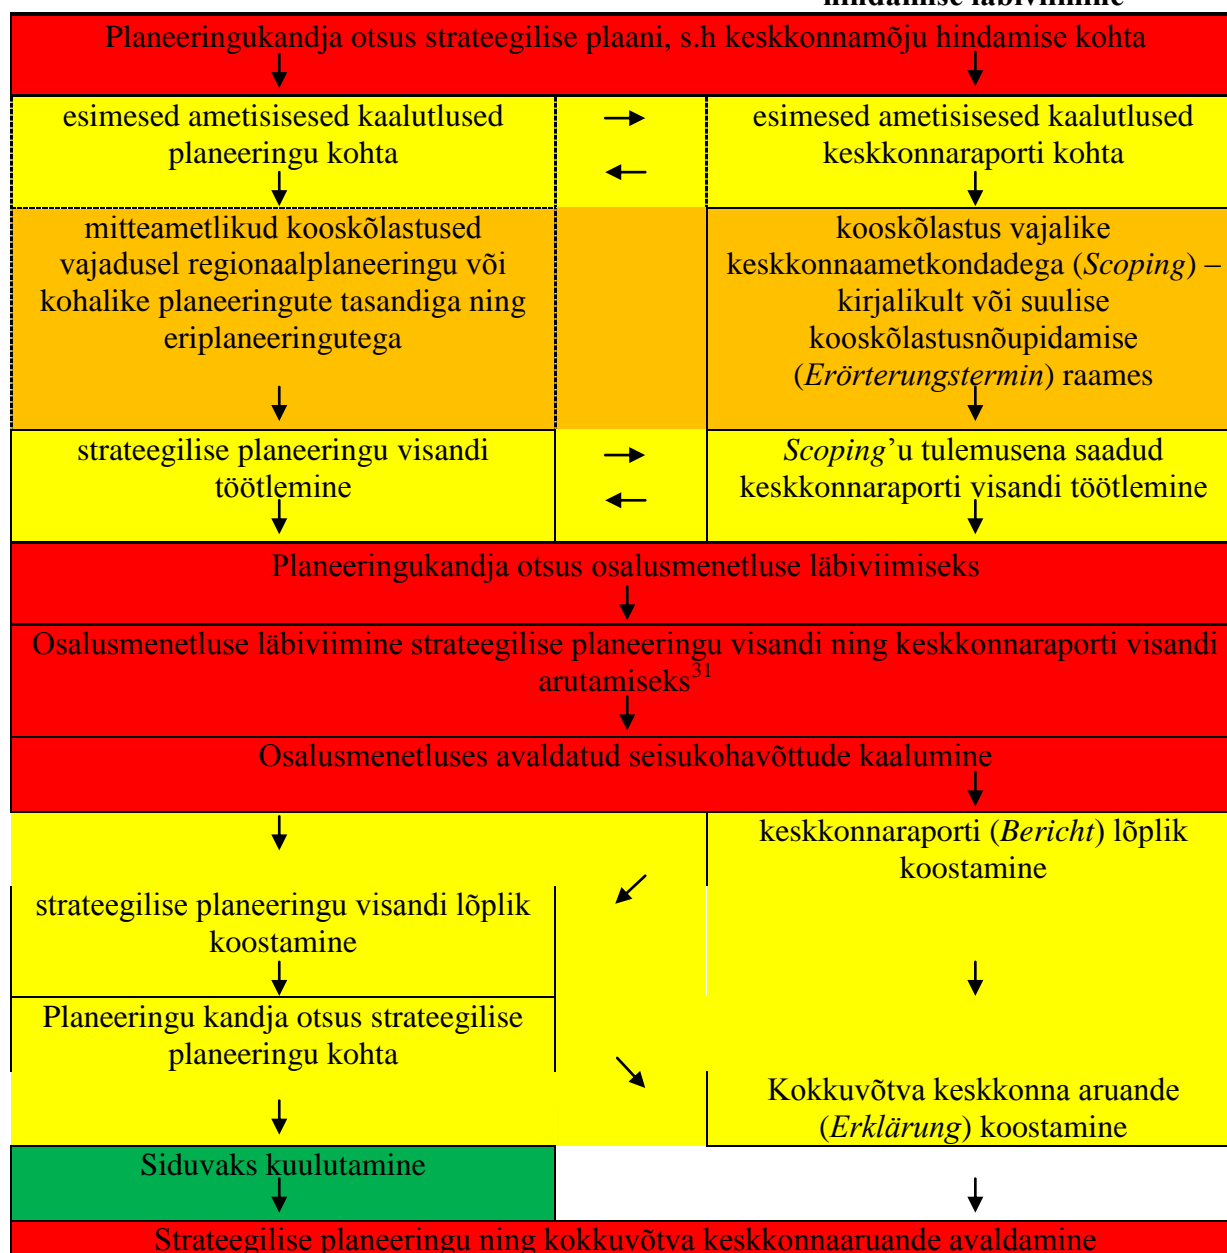 hindamise läbiviimine
Planeeringukandja otsus strateegilise plaani, s.h keskkonnamõju hindamise kohta
esimesed ametisisesed kaalutlused
planeeringu kohta
esimesed ametisisesed kaalutlused
keskkonnaraporti kohta
mitteametlikud kooskõlastused
vajadusel regionaalplaneeringu või
kohalike planeeringute tasandiga ning
eriplaneeringutega
kooskõlastus vajalike
keskkonnaametkondadega (Scoping) –
kirjalikult või suulise
kooskõlastusnõupidamise
(Erörterungstermin) raames
strateegilise planeeringu visandi
töötlemine
Scoping’u tulemusena saadud
keskkonnaraporti visandi töötlemine
Planeeringukandja otsus osalusmenetluse läbiviimiseks
Osalusmenetluse läbiviimine strateegilise planeeringu visandi ning keskkonnaraporti visandi
arutamiseks31
Osalusmenetluses avaldatud seisukohavõttude kaalumine
keskkonnaraporti (Bericht) lõplik
koostamine
strateegilise planeeringu visandi lõplik
koostamine
Planeeringu kandja otsus strateegilise
planeeringu kohta
Kokkuvõtva keskkonna aruande
(Erklärung) koostamine
Siduvaks kuulutamine
Strateegilise planeeringu ning kokkuvõtva keskkonnaaruande avaldamine